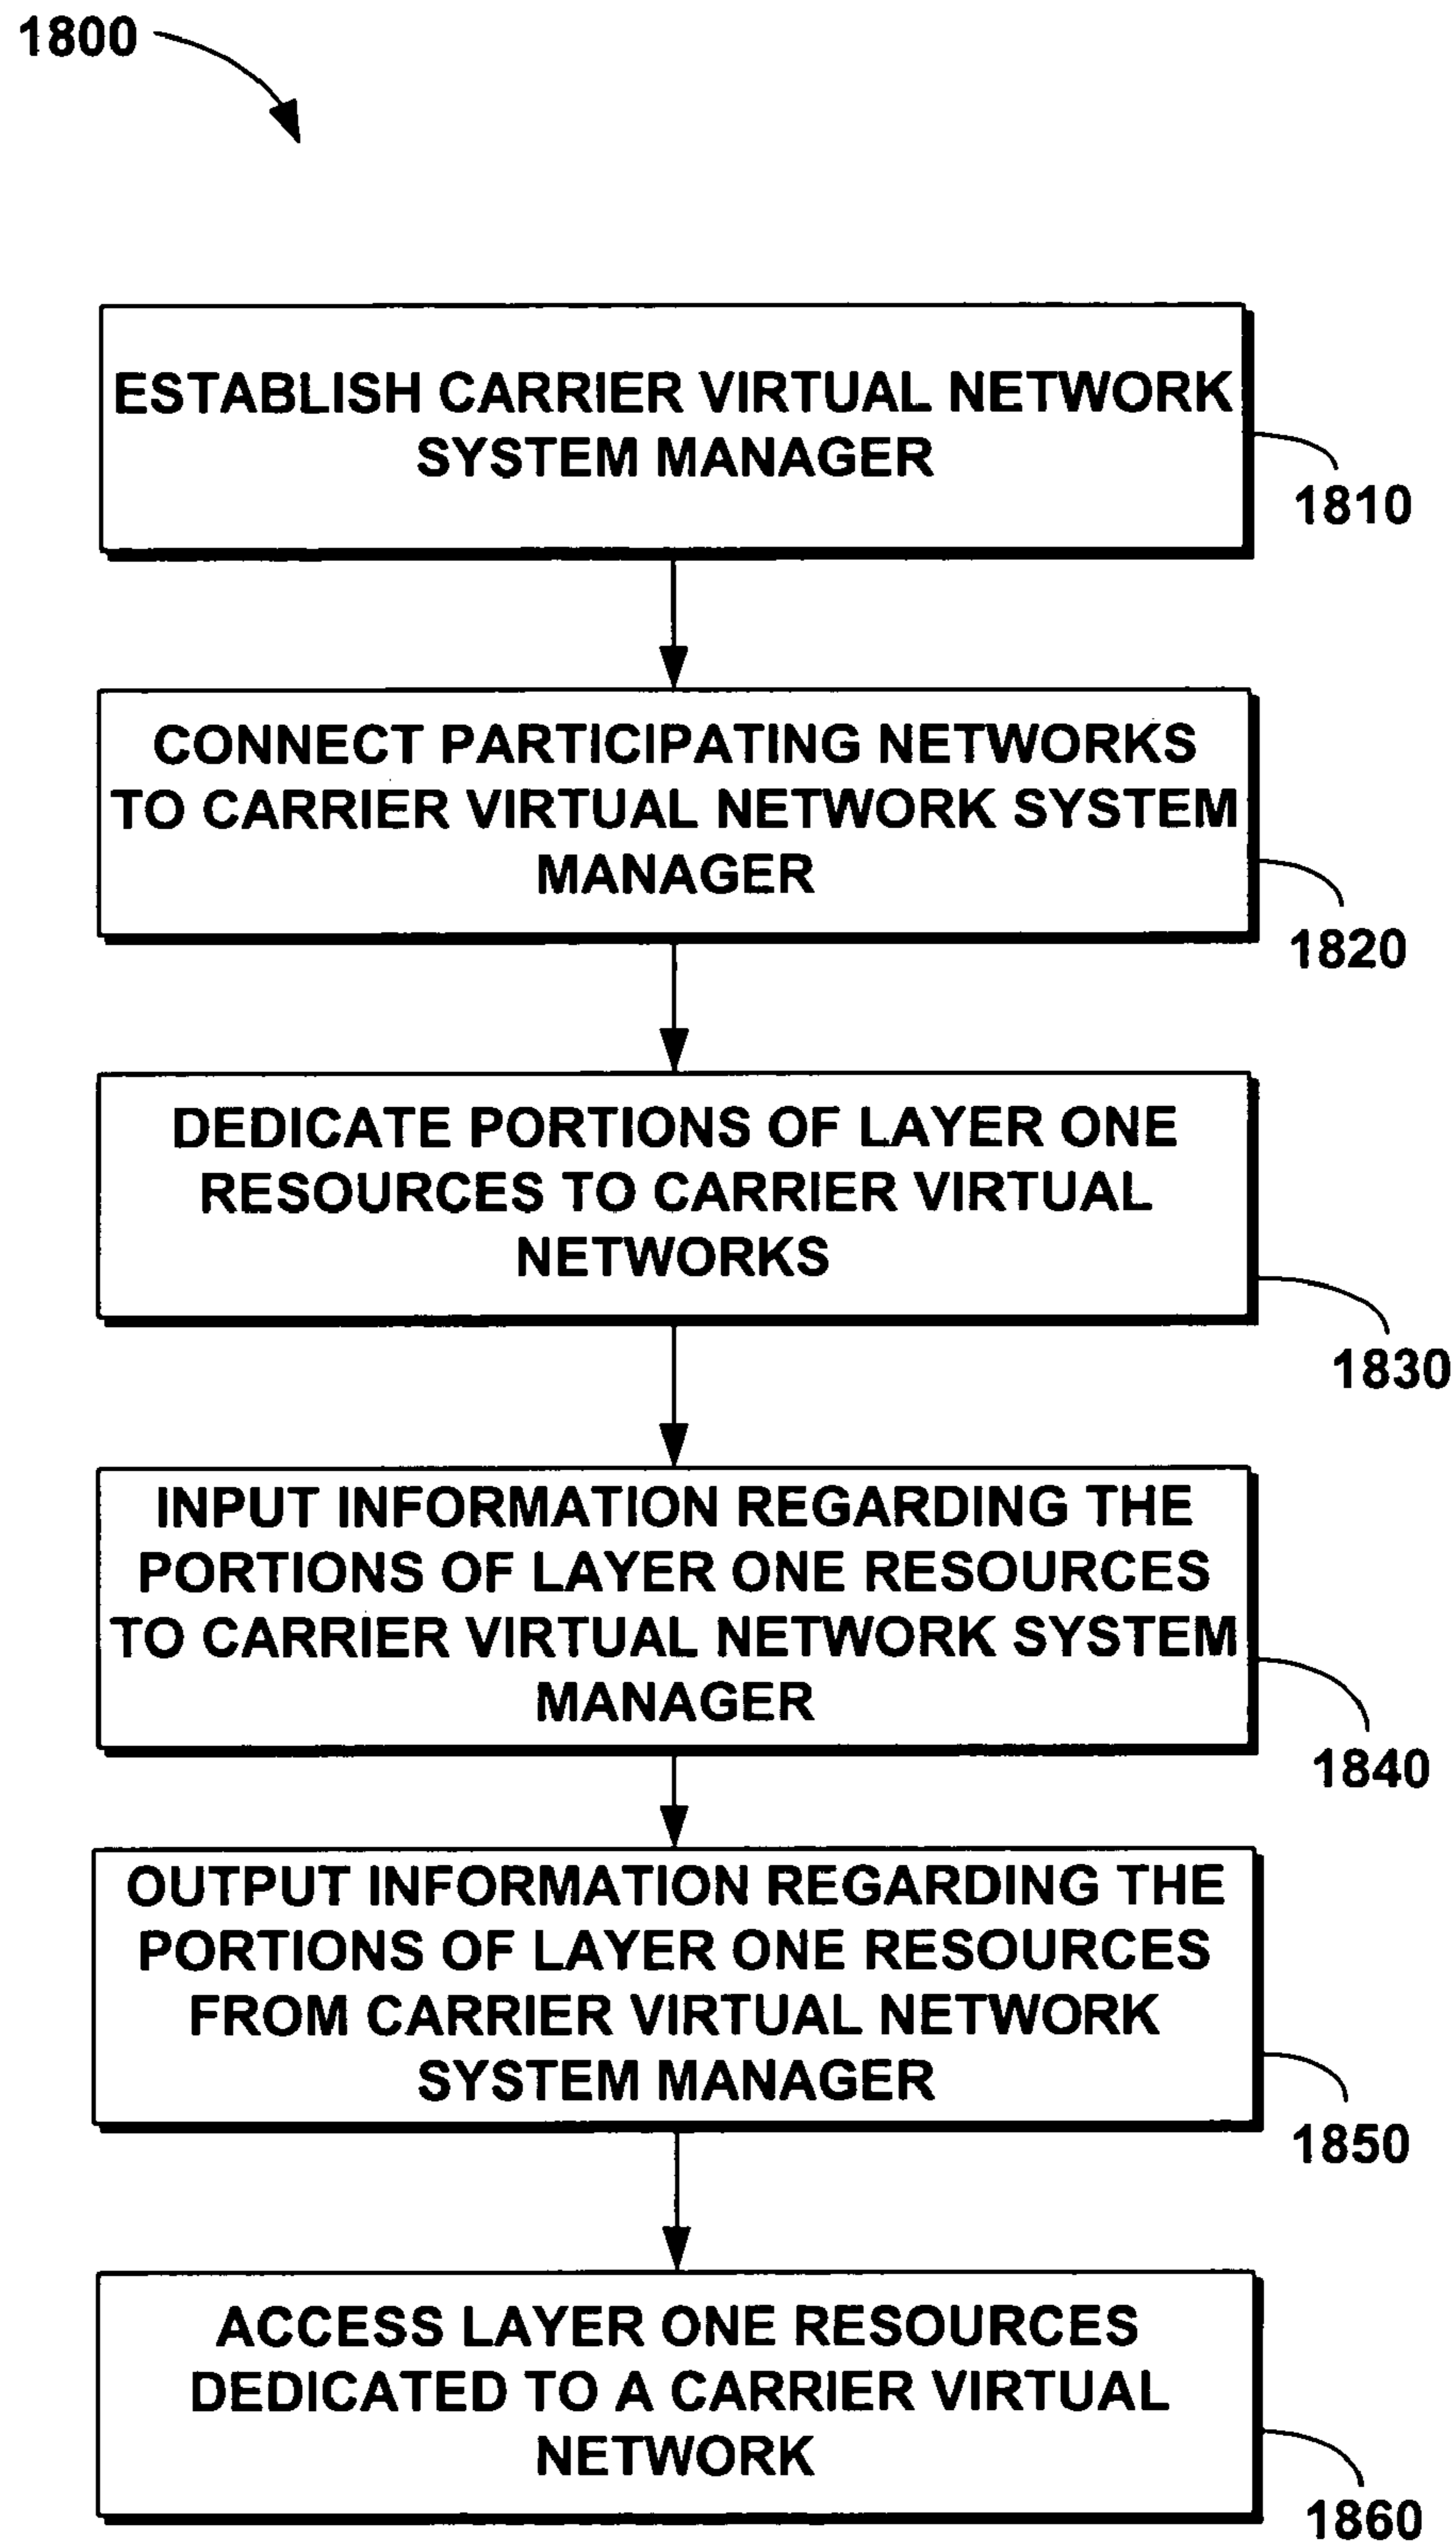 1800
ESTABLISH CARRIER VIRTUAL NETWORK
SYSTEM MANAGER
1810
CONNECT PARTICIPATING NETWORKS
TO CARRIER VIRTUAL NETWORK SYSTEM
MANAGER
1820
DEDICATE PORTIONS OF LAYER ONE
RESOURCES TO CARRIER VIRTUAL
NETWORKS
1830
INPUT INFORMATION REGARDING THE
PORTIONS OF LAYER ONE RESOURCES
TO CARRIER VIRTUAL NETWORK SYSTEM
MANAGER
1840
OUTPUT INFORMATION REGARDING THE
PORTIONS OF LAYER ONE RESOURCES
FROM CARRIER VIRTUAL NETWORK
SYSTEM MANAGER
1850
ACCESS LAYER ONE RESOURCES
DEDICATED TO A CARRIER VIRTUAL
NETWORK
1860